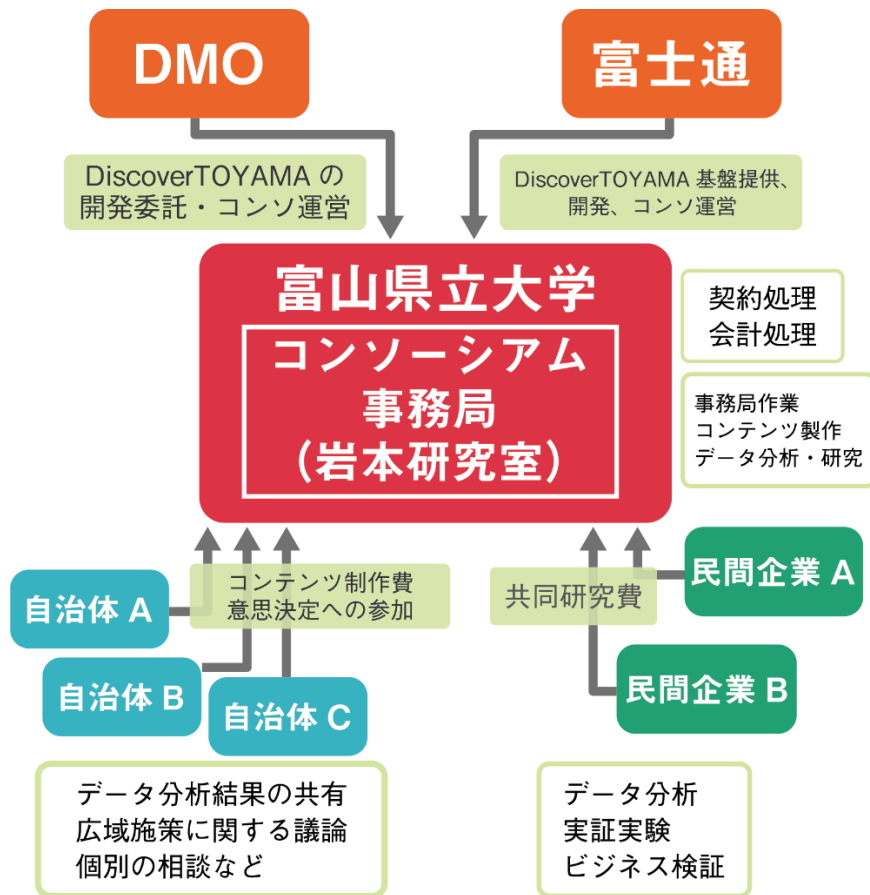 DMO
富士通
DiscoverTOYAMA の
開発委託・コンソ運営
DiscoverTOYAMA 基盤提供、
開発、コンソ運営
富山県立大学
コンソーシアム
事務局
(岩本研究室)
契約処理
会計処理
事務局作業
コンテンツ製作
データ分析・研究
自治体 A
自治体 B
自治体 C
コンテンツ制作費
意思決定への参加
共同研究費
民間企業 A
民間企業 B
データ分析結果の共有
広域施策に関する議論
個別の相談など
データ分析
実証実験
ビジネス検証